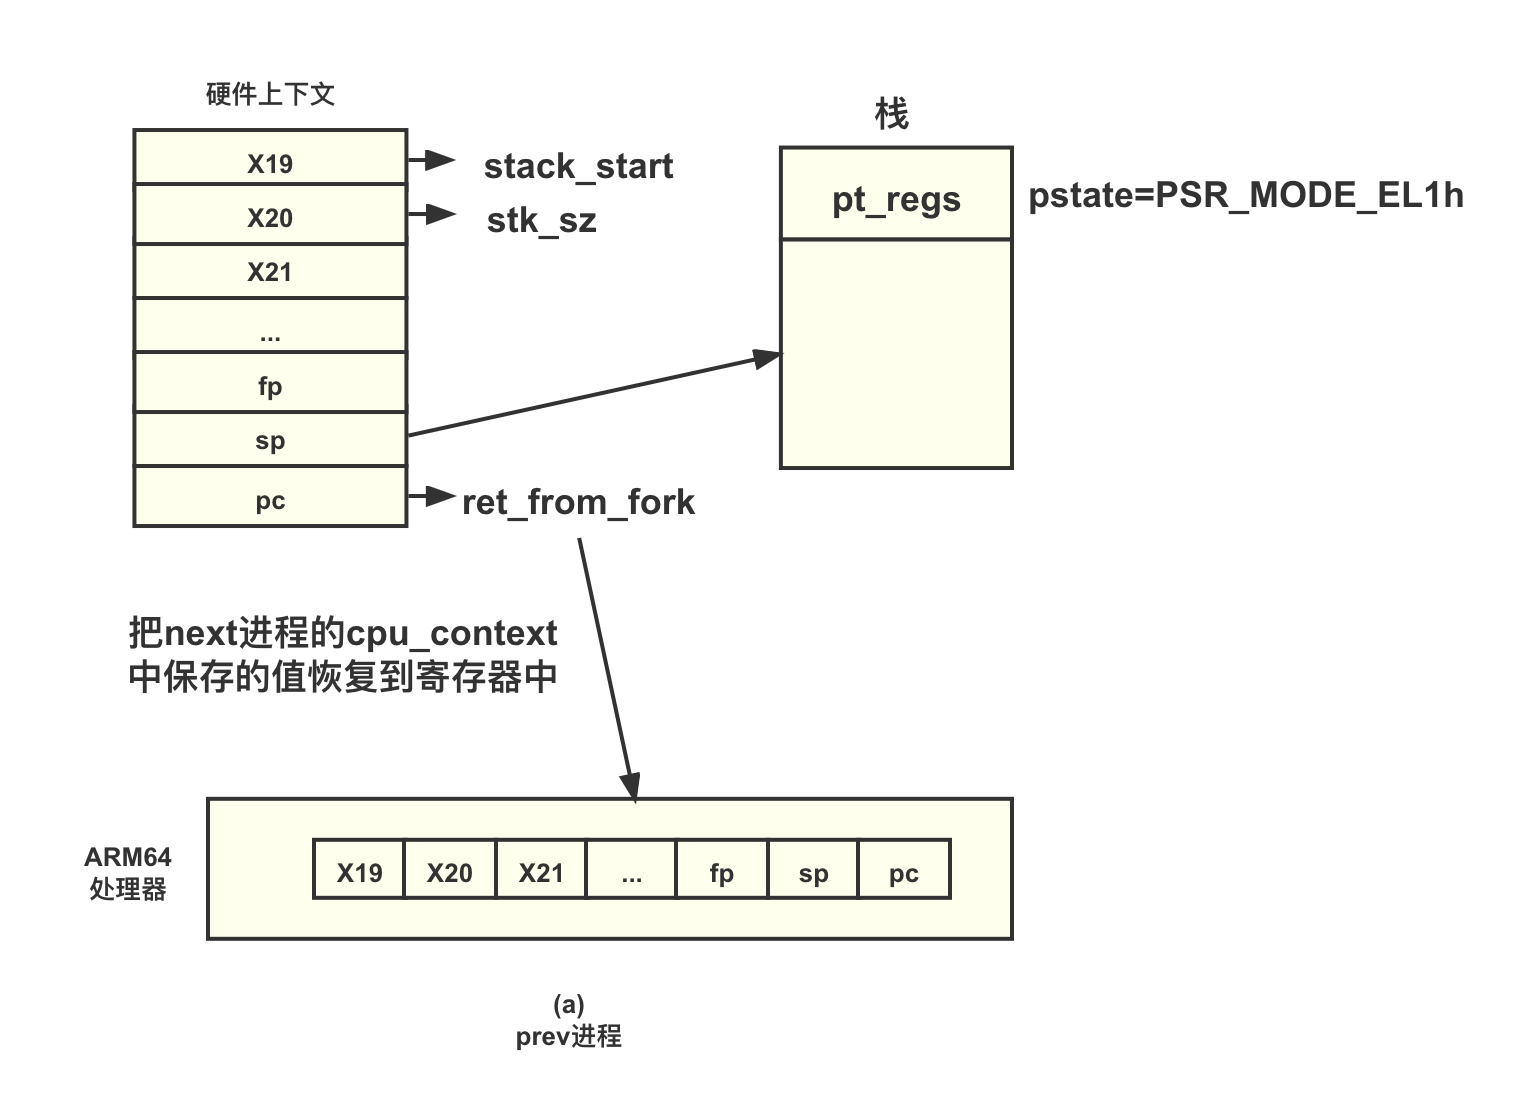 硬件上下文
X19
stack_start
X20
stk_sz
X21
...
fp
sp
pc
ret_from_fork
栈
pt_regs
pstate=PSR_MODE_EL1h
把next进程的cpu_context
中保存的值恢复到寄存器中
ARM64
处理器
X19 X20 X21 ... fp sp pc
(a)
prev进程